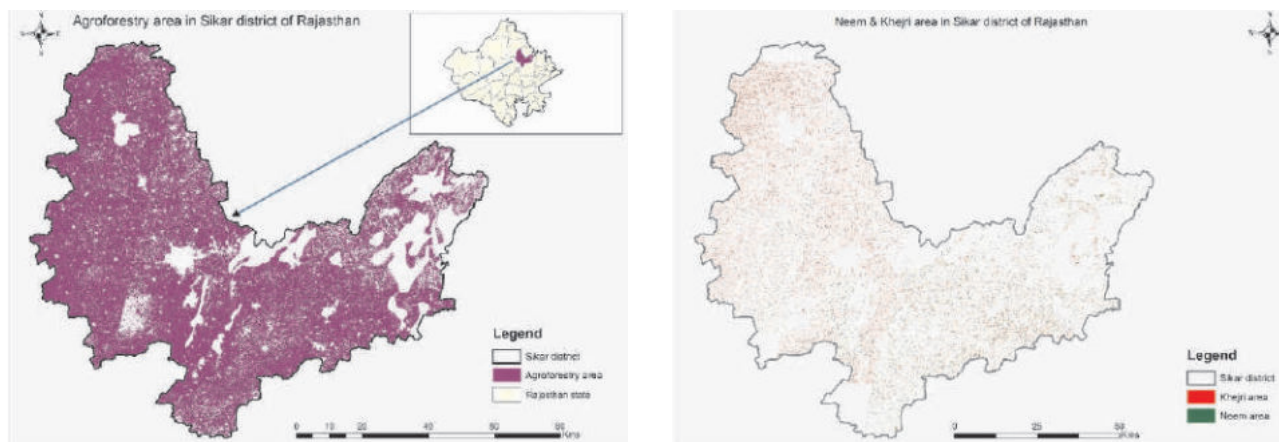 Agroforestry area in Sikar district of Rajasthan
Legend
Sikar district
Agroforestry area
Rajasthan state
0 10 20 40 60 80
Kms
Neem & Khejri area in Sikar district of Rajasthan
Legend
Sikar district
Khejri area
Neem area
0 25 50
Kms